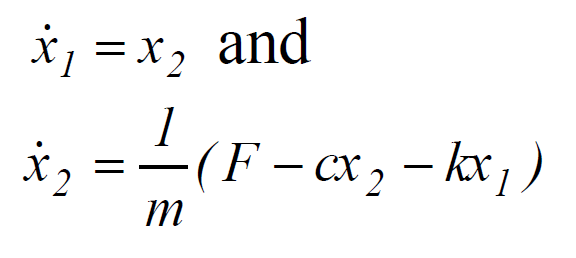 ẋ₁ = x₂ and
ẋ₂ = 1/m (F − cx₂ − kx₁)